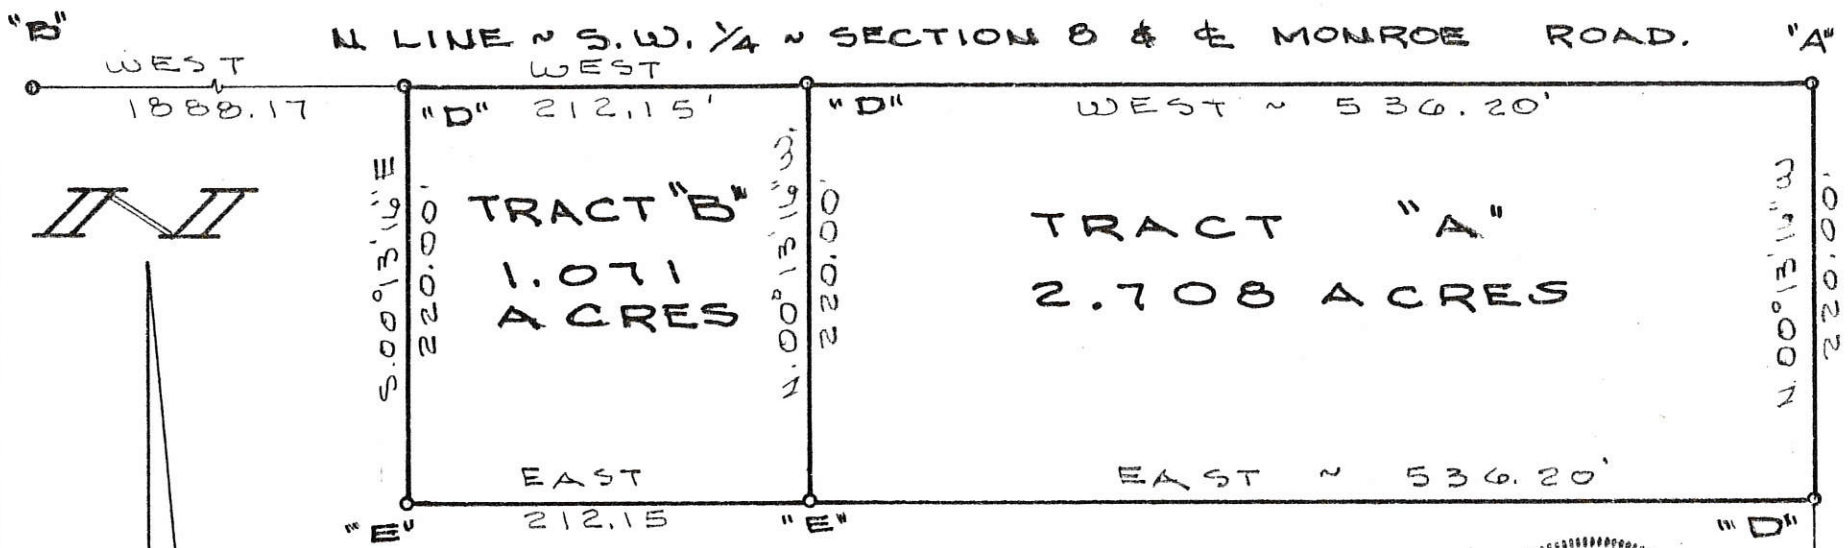 "B"
N LINE ~ S.W. 1/4 ~ SECTION 8 & ℄ MONROE ROAD.
"A"
WEST
1888.17
WEST
212.15'
WEST ~ 536.20'
"D"
"D"
S.00°13'16"E
220.00'
TRACT "B"
1.071
ACRES
N.00°13'19"W.
220.00'
TRACT "A"
2.708 ACRES
N.00°13'19"W
220.00'
N
EAST
212.15
EAST ~ 536.20'
"E"
"E"
"D"